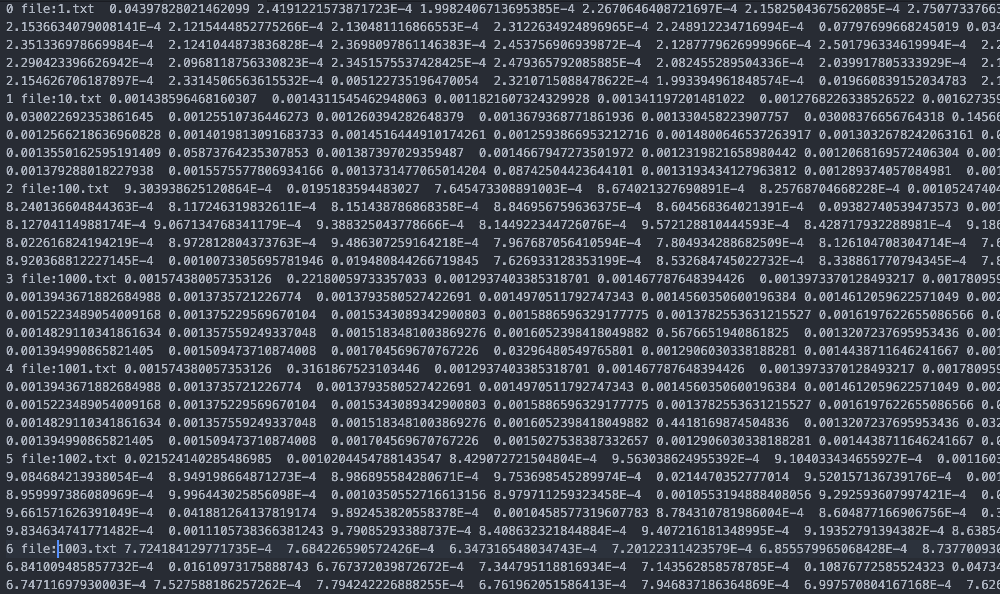 0 file:1.txt  0.04397828021462099 2.4191221573871723E-4 1.9982406713695385E-4 2.2670646408721697E-4 2.1582504367562085E-4 2.75077337663
2.1536634079008141E-4 2.1215444852775266E-4 2.130481116866553E-4  2.3122634924896965E-4 2.248912234716994E-4  0.07797699668245019 0.034
2.351336978669984E-4  2.1241044873836828E-4 2.3698097861146383E-4 2.453756906939872E-4  2.1287779626999966E-4 2.501796334619994E-4  2.2
2.290423396626942E-4  2.0968118756330823E-4 2.3451575537428425E-4 2.479365792085885E-4  2.082455289504336E-4  2.039917805333929E-4  2.1
2.154626706187897E-4  2.3314506563615532E-4 0.005122735196470054  2.3210715088478622E-4 1.993394961848574E-4  0.019660839152034783  2.1
1 file:10.txt 0.001438596468160307  0.001431154546294806​3 0.0011821607324329928 0.001341197201481022  0.0012768226338526522 0.001627359
0.030022692353861645  0.00125510736446273 0.001260394282648379  0.0013679368771861936 0.001330458223907757  0.03008376656764318 0.14566
0.0012566218636960828 0.0014019813091683733 0.0014516444910174261 0.0012593866953212716 0.0014800646537263917 0.0013032678242063161 0.0
0.0013550162595191409 0.05873764235307853 0.001387397029359487  0.0014667947273501972 0.0012319821658980442 0.0012068169572406304 0.001
0.001379288018227938  0.0015575577806934166 0.0013731477065014204 0.08742504423644101 0.0013193434127963812 0.001289374057084981  0.001
2 file:100.txt  9.303938625120864E-4  0.0195183594483027  7.645473308891003E-4  8.674021327690891E-4  8.25768704668228E-4 0.00105247404
8.240136604844363E-4  8.117246319832611E-4  8.151438786868358E-4  8.846956759636375E-4  8.604568364021391E-4  0.09382740539473573 0.001
8.12704114988174E-4 9.067134768341179E-4  9.388325043778666E-4  8.144922344726076E-4  9.572128810444593E-4  8.428717932288981E-4  9.186
8.022616824194219E-4  8.972812804373763E-4  9.486307259164218E-4  7.967687056410594E-4  7.804934288682509E-4  8.126104708304714E-4  7.6
8.920368812227145E-4  0.0010073305695781946 0.019480844266719845  7.626933128353199E-4  8.532684745022732E-4  8.338861770794345E-4  7.8
3 file:1000.txt 0.001574380057353126  0.22180059733357033 0.0012937403385318701 0.001467787648394426  0.0013973370128493217 0.001780959
0.0013943671882684988 0.0013735721226774  0.0013793580527422691 0.0014970511792747343 0.0014560350600196384 0.0014612059622571049 0.002
0.0015223489054009168 0.001375229569670104  0.0015343089342900803 0.0015886596329177775 0.0013782553631215527 0.0016197622655086566 0.0
0.0014829110341861634 0.001357559249337048  0.0015183481003869276 0.0016052398418049882 0.5676651940861825  0.0013207237695953436 0.001
0.001394990865821405  0.001509473710874008  0.001704569670767226  0.03296480549765801 0.0012906030338188281 0.0014438711646241667 0.001
4 file:1001.txt 0.001574380057353126  0.3161867523103446  0.0012937403385318701 0.001467787648394426  0.0013973370128493217 0.001780959
0.0013943671882684988 0.0013735721226774  0.0013793580527422691 0.0014970511792747343 0.0014560350600196384 0.0014612059622571049 0.002
0.0015223489054009168 0.001375229569670104  0.0015343089342900803 0.0015886596329177775 0.0013782553631215527 0.0016197622655086566 0.0
0.0014829110341861634 0.001357559249337048  0.0015183481003869276 0.0016052398418049882 0.4418169874504836  0.0013207237695953436 0.032
0.001394990865821405  0.001509473710874008  0.001704569670767226  0.0015027538387332657 0.0012906030338188281 0.0014438711646241667 0.0
5 file:1002.txt 0.021524140285486985  0.0010204454788143547 8.429072721504804E-4  9.563038624955392E-4  9.104033434655927E-4  0.0011603
9.084684213938054E-4  8.949198664871273E-4  8.986895584280671E-4  9.753698545289974E-4  0.0214470352777014  9.520157136739176E-4  0.001
8.959997386080969E-4  9.996443025856098E-4  0.0010350552716613156 8.979711259323458E-4  0.0010553194888408056 9.292593607997421E-4  0.0
9.661571626391049E-4  0.041881264137819174  9.892453820558378E-4  0.0010458577319607783 8.784310781986004E-4  8.604877166906756E-4  0.3
9.834634741771482E-4  0.0011105738366381243 9.79085293388737E-4 8.408632321844884E-4  9.407216181348995E-4  9.19352791394382E-4 8.63854
6 file:1003.txt 7.724184129771735E-4  7.684226590572426E-4  6.347316548034743E-4  7.20122311423579E-4 6.855579965068428E-4  8.737700930
6.841009485857732E-4  0.01610973175888743 6.767372039872672E-4  7.344795118816934E-4  7.143562858578785E-4  0.10876772585524323 0.04734
6.74711697930003E-4 7.527588186257262E-4  7.794242226888255E-4  6.761962051586413E-4  7.946837186364869E-4  6.997570804167168E-4  7.626